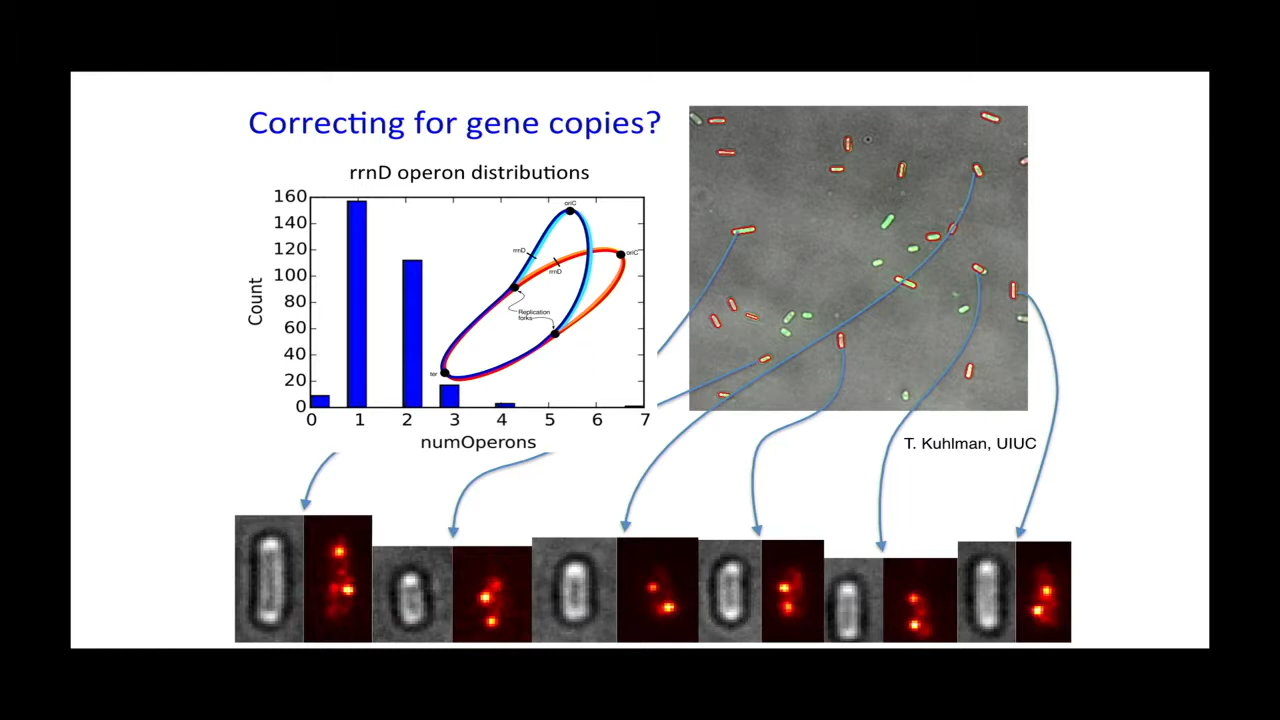 Correcting for gene copies?
rrnD operon distributions
Count
160
140
120
100
80
60
40
20
0
0 1 2 3 4 5 6 7
numOperons
oriC
rrnD
oriC
rrnD
Replication
forks
ter
T. Kuhlman, UIUC